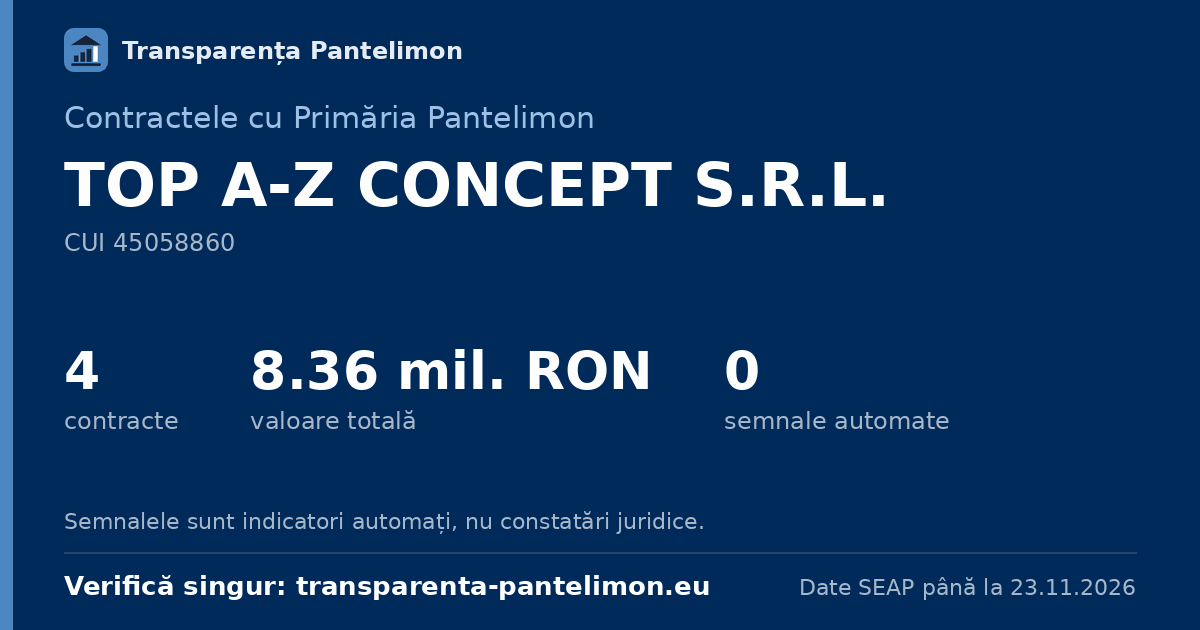 Transparența Pantelimon
Contractele cu Primăria Pantelimon
TOP A-Z CONCEPT S.R.L.
CUI 45058860
4
contracte
8.36 mil. RON
valoare totală
0
semnale automate
Semnalele sunt indicatori automați, nu constatări juridice.
Verifică singur: transparenta-pantelimon.eu
Date SEAP până la 23.11.2026